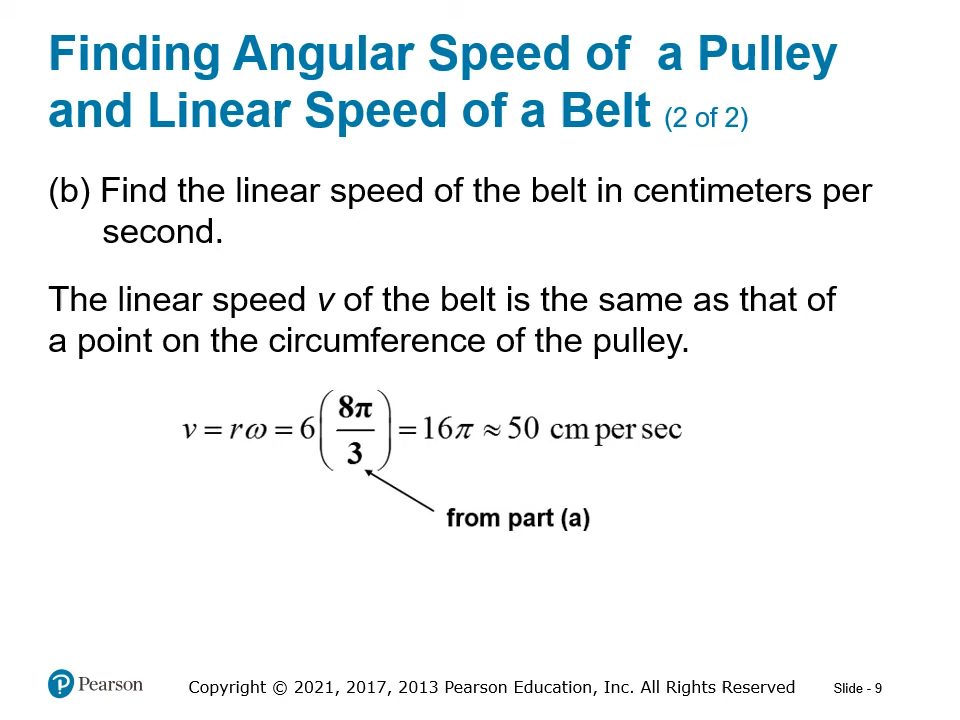 Finding Angular Speed of a Pulley
and Linear Speed of a Belt (2 of 2)
(b) Find the linear speed of the belt in centimeters per
second.
The linear speed v of the belt is the same as that of
a point on the circumference of the pulley.
v = rω = 6(8π/3) = 16π ≈ 50 cm per sec
from part (a)
Pearson
Copyright © 2021, 2017, 2013 Pearson Education, Inc. All Rights Reserved
Slide - 9